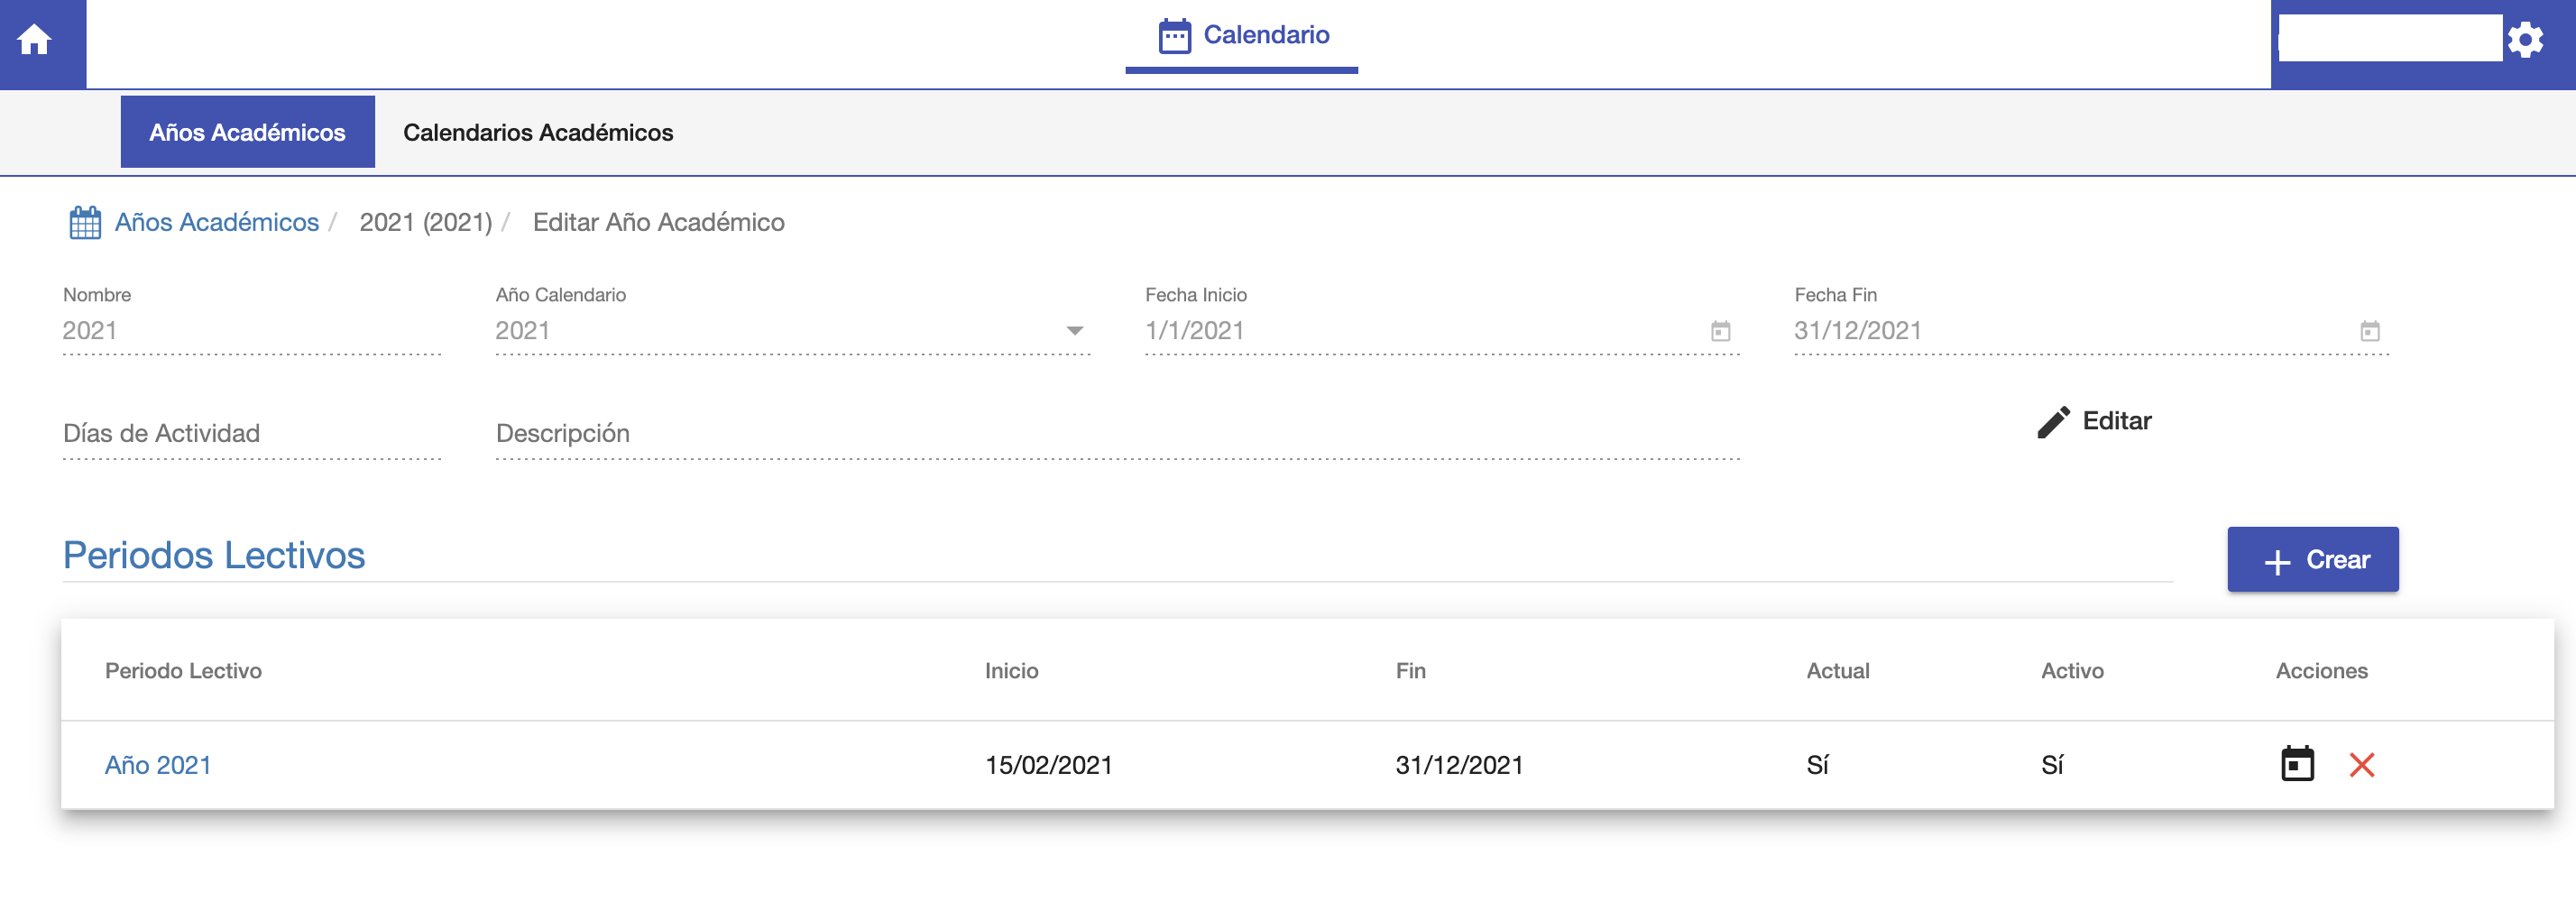 Calendario
Años Académicos Calendarios Académicos
Años Académicos / 2021 (2021) / Editar Año Académico
Nombre Año Calendario Fecha Inicio Fecha Fin
2021 2021 1/1/2021 31/12/2021
Días de Actividad Descripción Editar
Periodos Lectivos + Crear
Periodo Lectivo Inicio Fin Actual Activo Acciones
Año 2021 15/02/2021 31/12/2021 Sí Sí